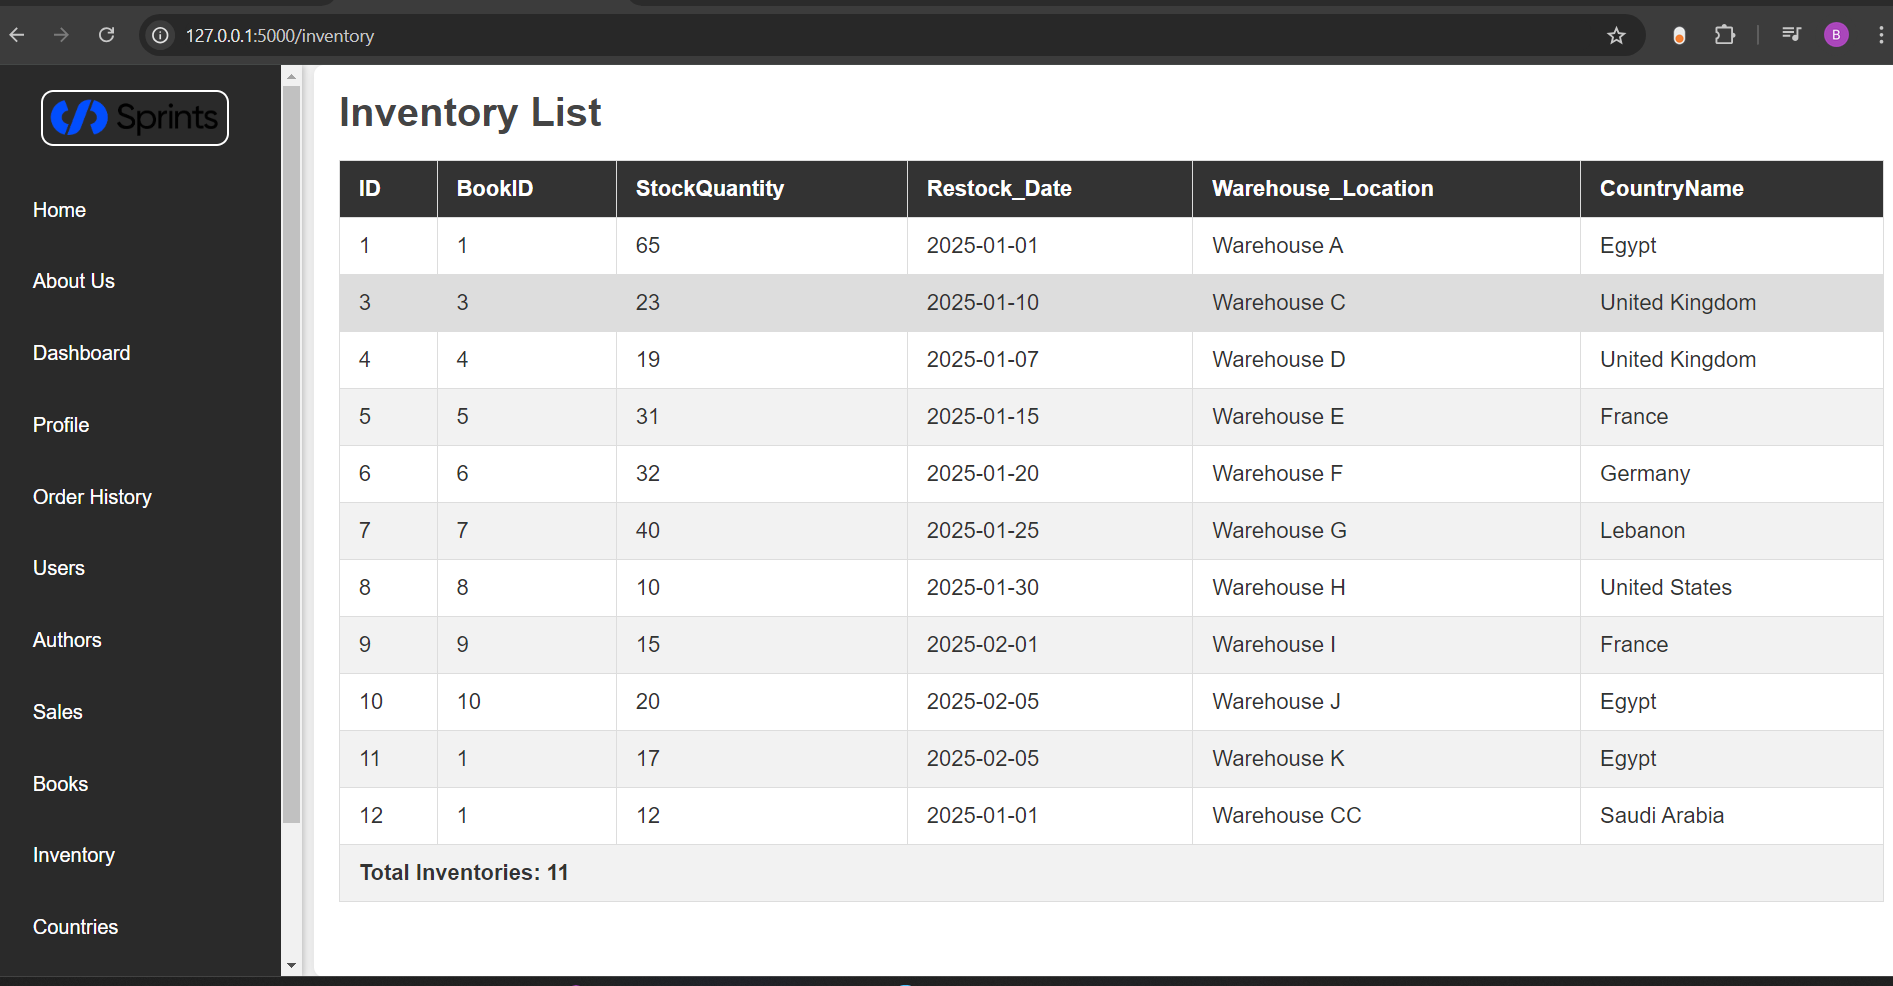 127.0.0.1:5000/inventory
B
Sprints
Home
About Us
Dashboard
Profile
Order History
Users
Authors
Sales
Books
Inventory
Countries
Inventory List
ID BookID StockQuantity Restock_Date Warehouse_Location CountryName
1 1 65 2025-01-01 Warehouse A Egypt
3 3 23 2025-01-10 Warehouse C United Kingdom
4 4 19 2025-01-07 Warehouse D United Kingdom
5 5 31 2025-01-15 Warehouse E France
6 6 32 2025-01-20 Warehouse F Germany
7 7 40 2025-01-25 Warehouse G Lebanon
8 8 10 2025-01-30 Warehouse H United States
9 9 15 2025-02-01 Warehouse I France
10 10 20 2025-02-05 Warehouse J Egypt
11 1 17 2025-02-05 Warehouse K Egypt
12 1 12 2025-01-01 Warehouse CC Saudi Arabia
Total Inventories: 11